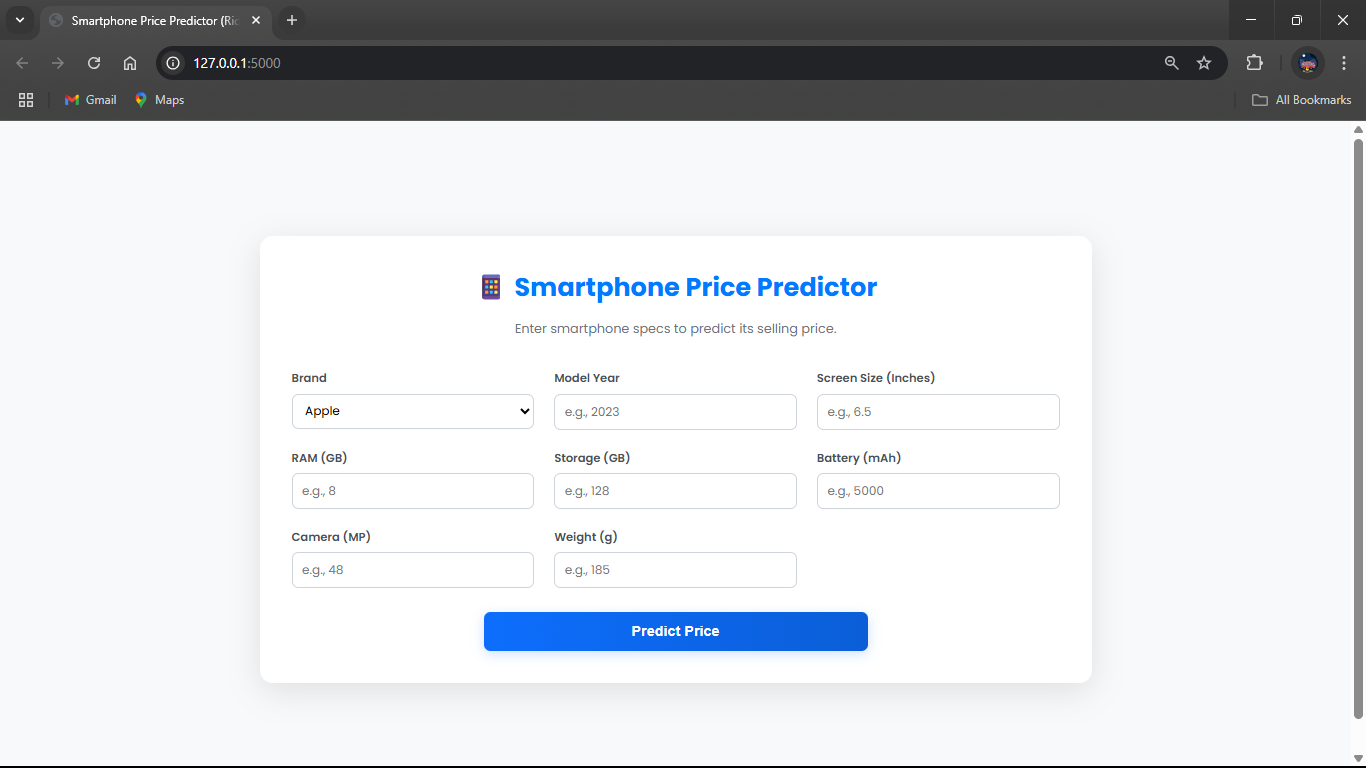 Smartphone Price Predictor (Ric
127.0.0.1:5000
Gmail Maps All Bookmarks
Smartphone Price Predictor
Enter smartphone specs to predict its selling price.
Brand Model Year Screen Size (Inches)
Apple e.g., 2023 e.g., 6.5
RAM (GB) Storage (GB) Battery (mAh)
e.g., 8 e.g., 128 e.g., 5000
Camera (MP) Weight (g)
e.g., 48 e.g., 185
Predict Price